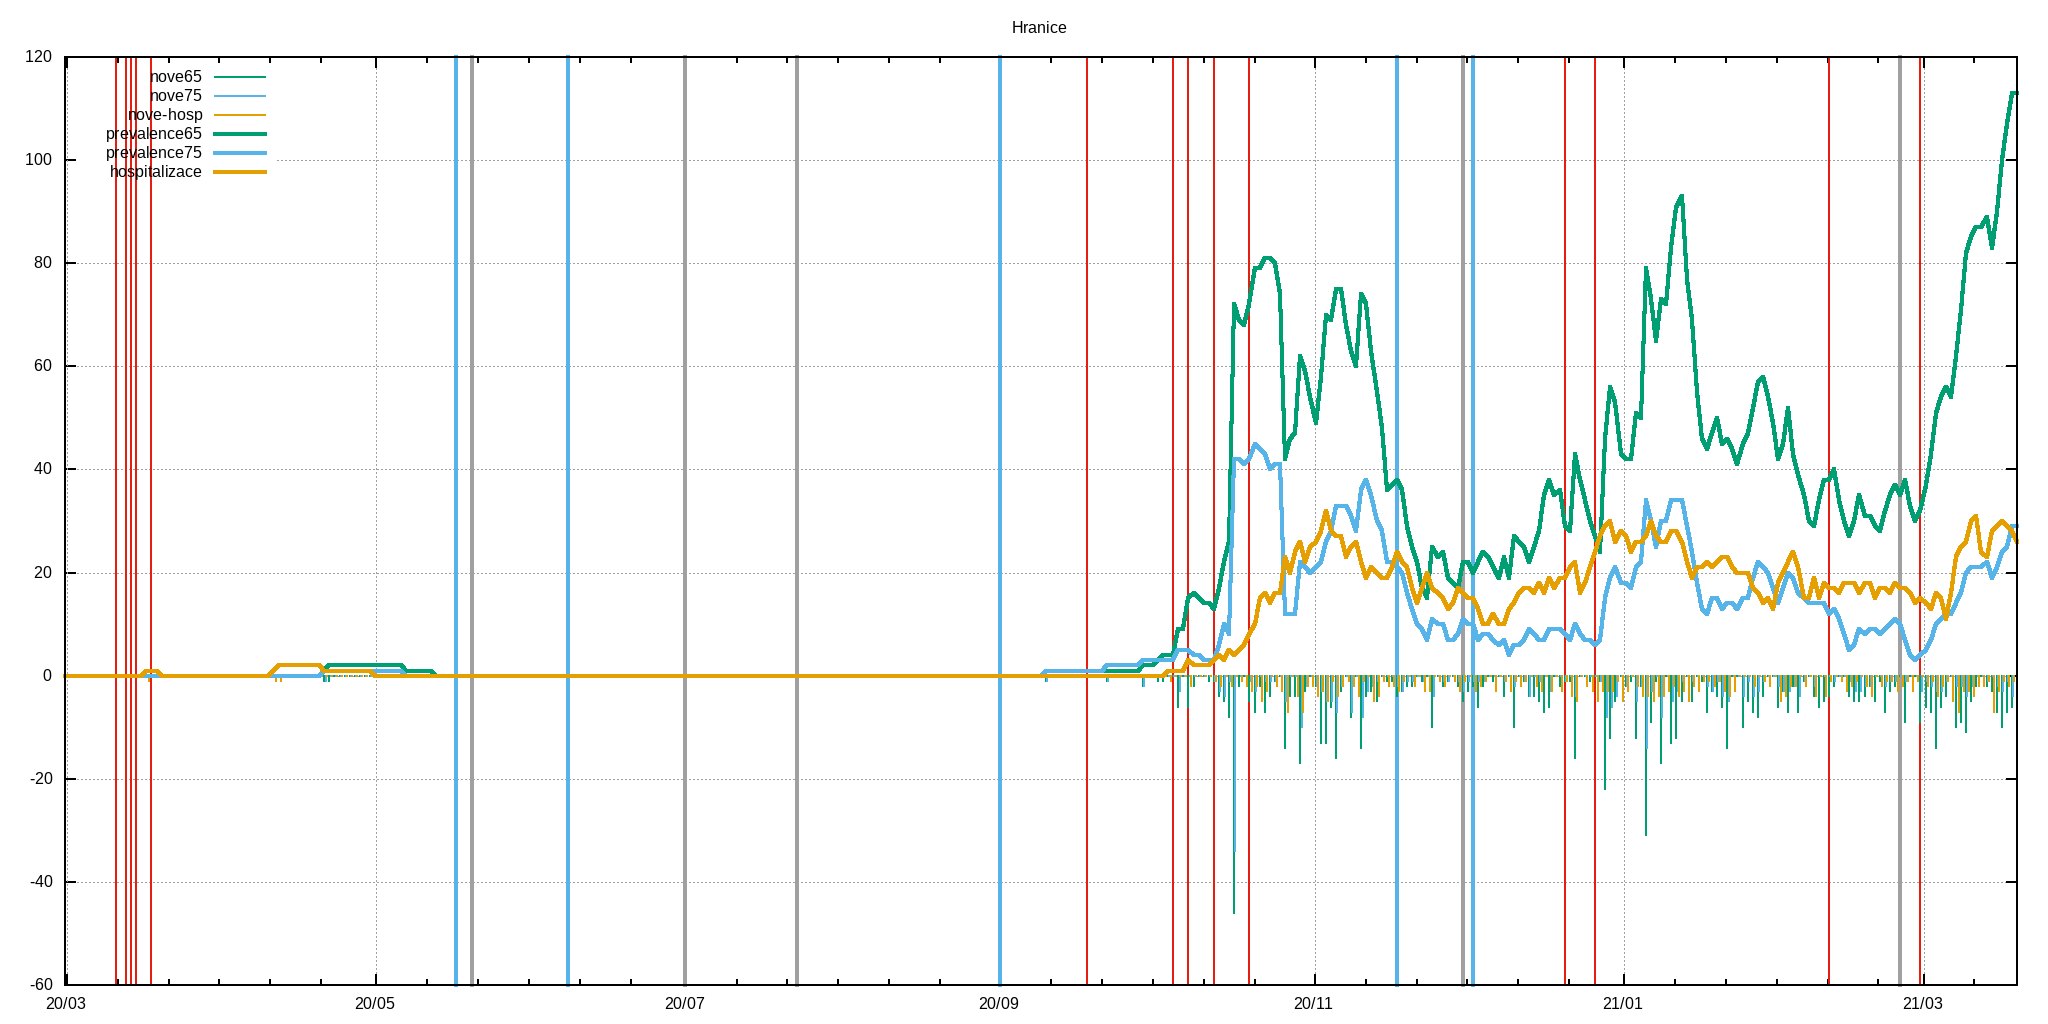 Hranice
120
100
80
60
40
20
0
-20
-40
-60
nove65
nove75
nove-hosp
prevalence65
prevalence75
hospitalizace
20/03 20/05 20/07 20/09 20/11 21/01 21/03